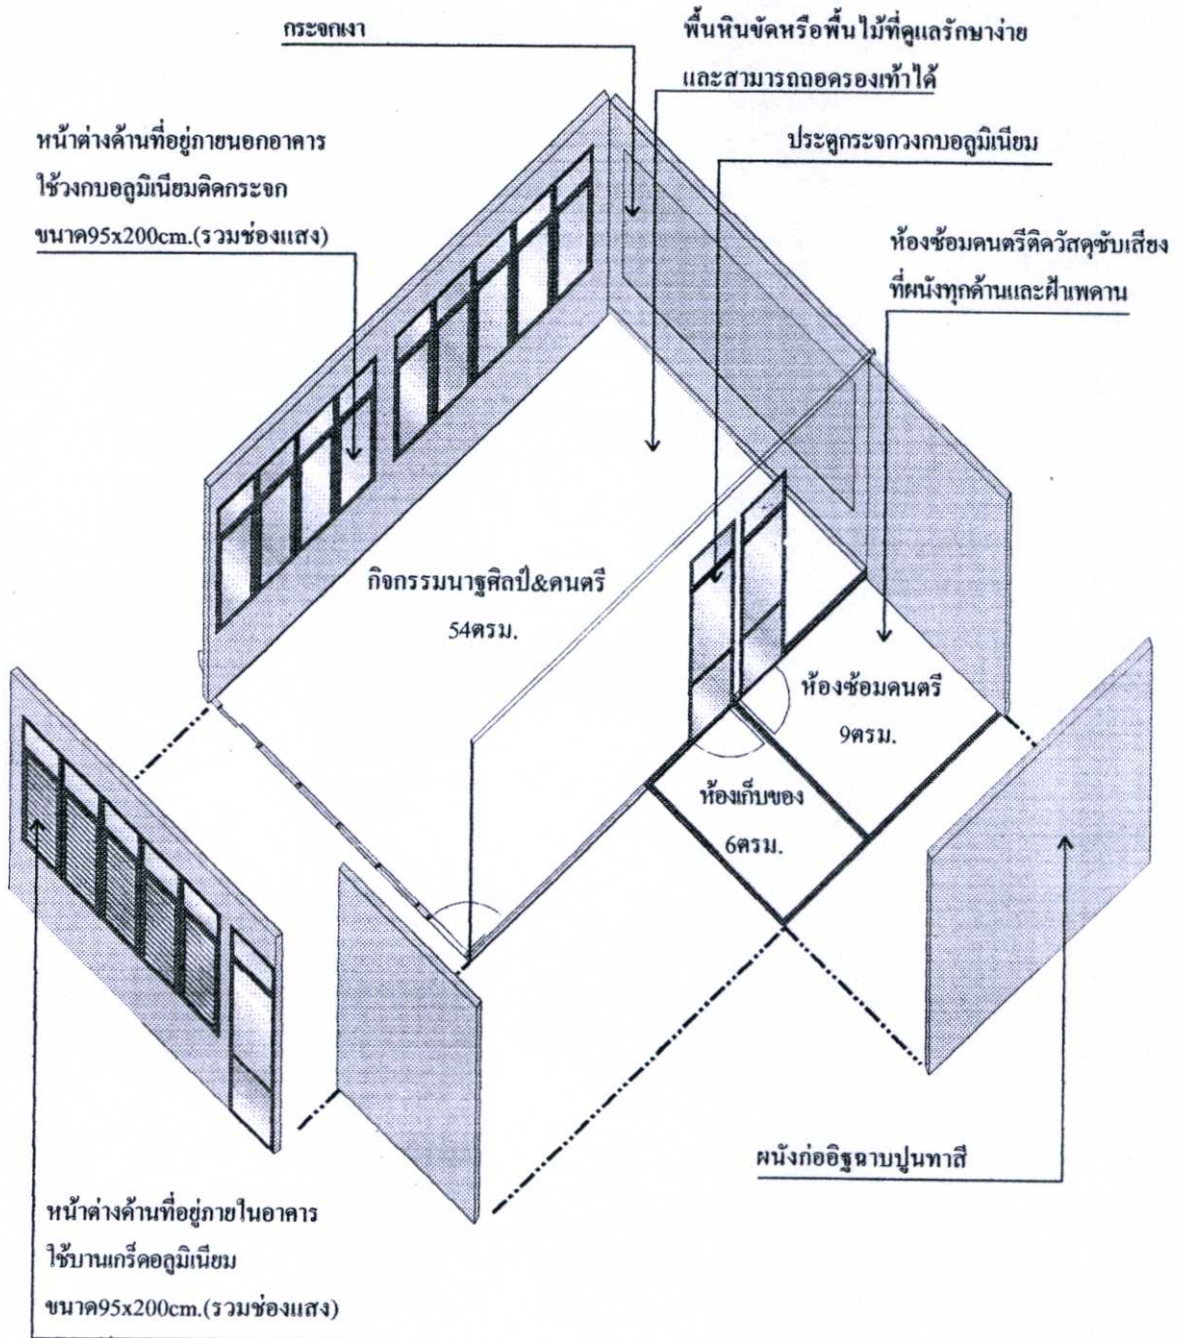 กระจกเงา
พื้นหินขัดหรือพื้นไม้ที่ดูแลรักษาง่าย
และสามารถถอดรองเท้าได้
หน้าต่างด้านที่อยู่ภายนอกอาคาร
ใช้วงกบอลูมิเนียมติดกระจก
ขนาด95x200cm.(รวมช่องแสง)
ประตูกระจกวงกบอลูมิเนียม
ห้องซ้อมดนตรีติดวัสดุซับเสียง
ที่ผนังทุกด้านและฝ้าเพดาน
กิจกรรมนาฐศิลป์&ดนตรี
54ตรม.
ห้องซ้อมดนตรี
9ตรม.
ห้องเก็บของ
6ตรม.
ผนังก่ออิฐฉาบปูนทาสี
หน้าต่างด้านที่อยู่ภายในอาคาร
ใช้บานเกร็ดอลูมิเนียม
ขนาด95x200cm.(รวมช่องแสง)